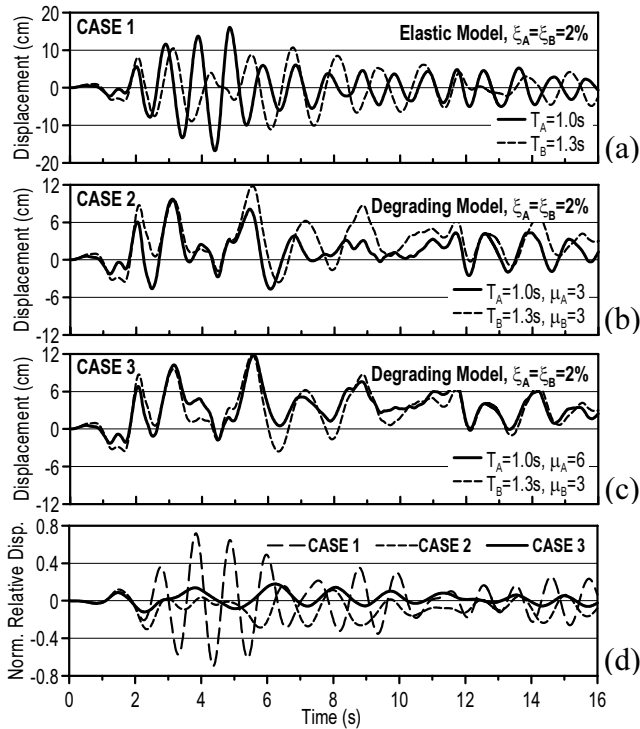 CASE 1
Elastic Model, ξA=ξB=2%
Displacement (cm)
20
10
0
-10
20
TA=1.0s
TB=1.3s
(a)
CASE 2
Degrading Model, ξA=ξB=2%
Displacement (cm)
12
6
0
-6
-12
TA=1.0s, μA=3
TB=1.3s, μB=3
(b)
CASE 3
Degrading Model, ξA=ξB=2%
Displacement (cm)
12
6
0
-6
-12
TA=1.0s, μA=6
TB=1.3s, μB=3
(c)
CASE 1 CASE 2 CASE 3
Norm. Relative Disp.
0.8
0.4
0
-0.4
-0.8
(d)
0 2 4 6 8 10 12 14 16
Time (s)